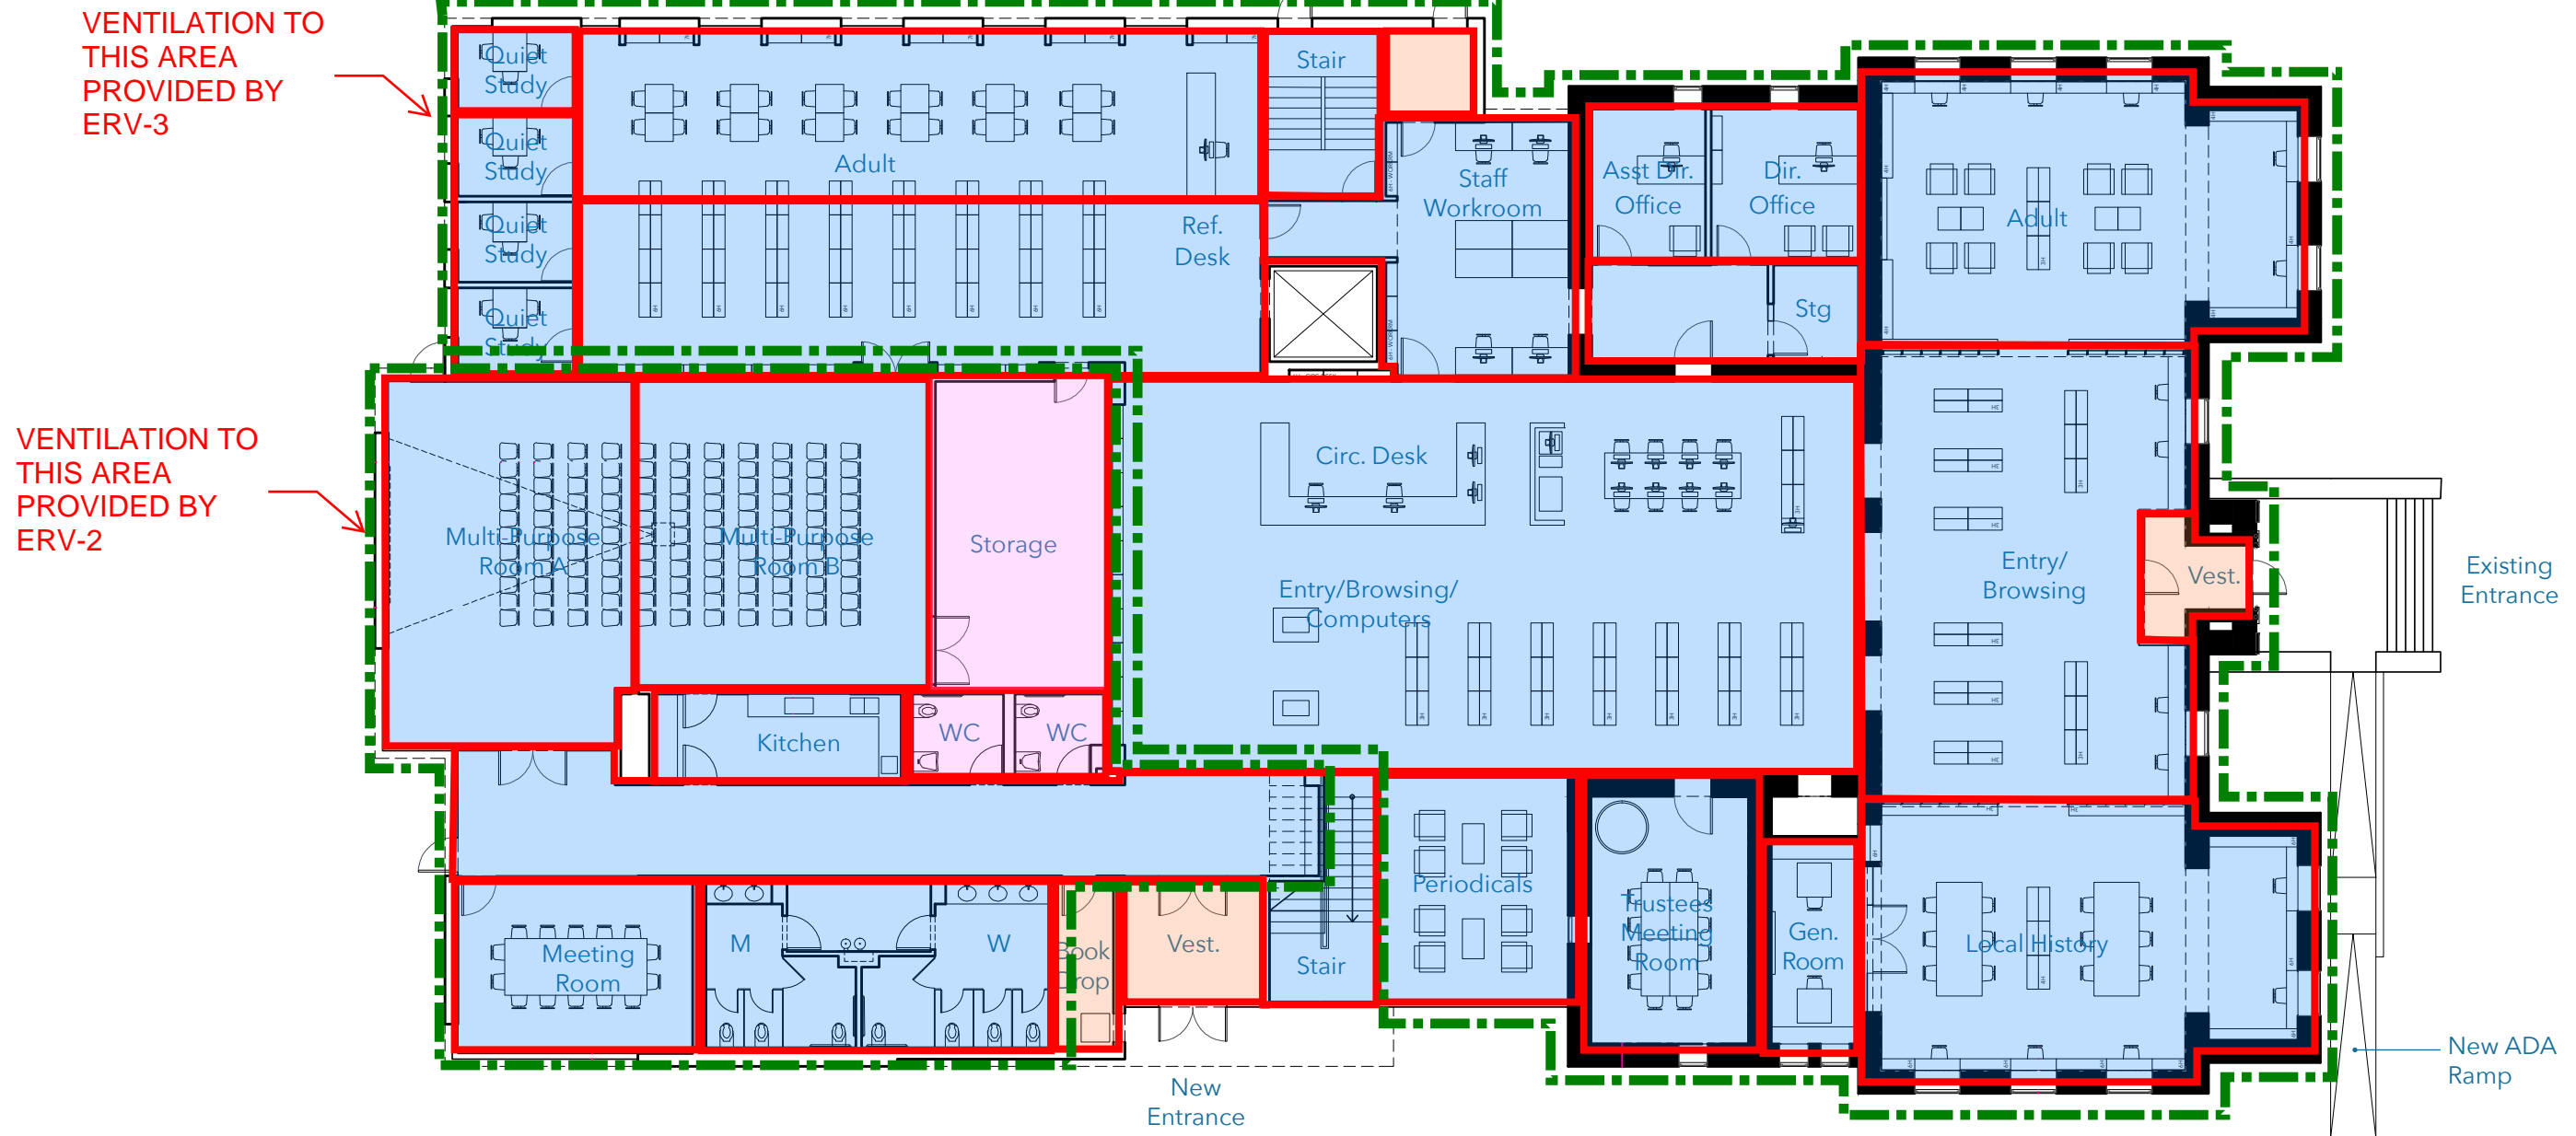 VENTILATION TO
THIS AREA
PROVIDED BY
ERV-3
Quiet
Study
Quiet
Study
Quiet
Study
Quiet
Study
Adult
Ref.
Desk
Stair
Staff
Workroom
Asst Dir.
Office
Dir.
Office
Stg
Adult
VENTILATION TO
THIS AREA
PROVIDED BY
ERV-2
Multi-Purpose
Room A
Multi-Purpose
Room B
Storage
Circ. Desk
Entry/Browsing/
Computers
Entry/
Browsing
Vest.
Existing
Entrance
Kitchen
WC
WC
Meeting
Room
M
W
Book
Drop
Vest.
Stair
Periodicals
Trustees
Meeting
Room
Gen.
Room
Local History
New
Entrance
New ADA
Ramp